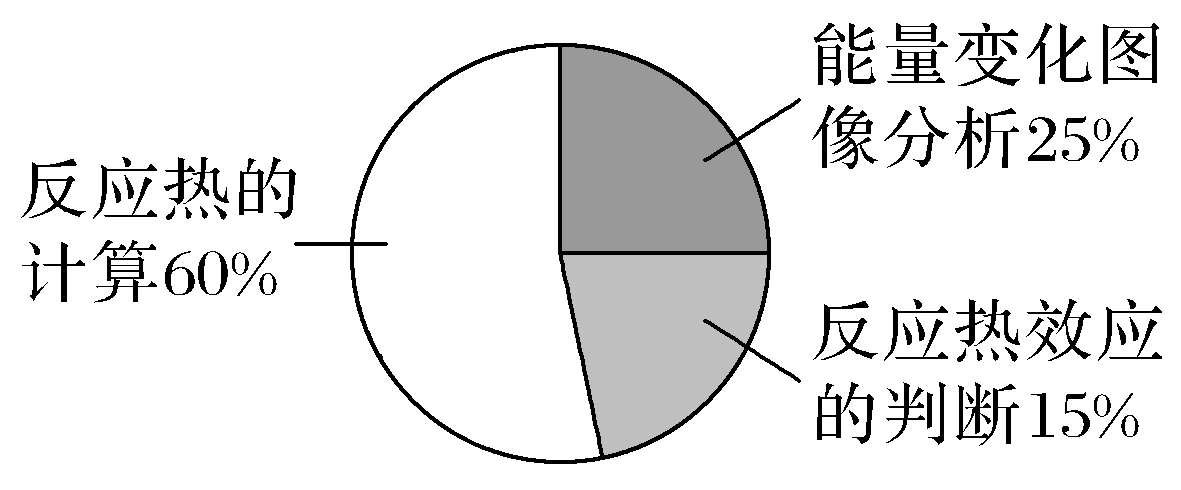 能量变化图
像分析25%
反应热的
计算60%
反应热效应
的判断15%